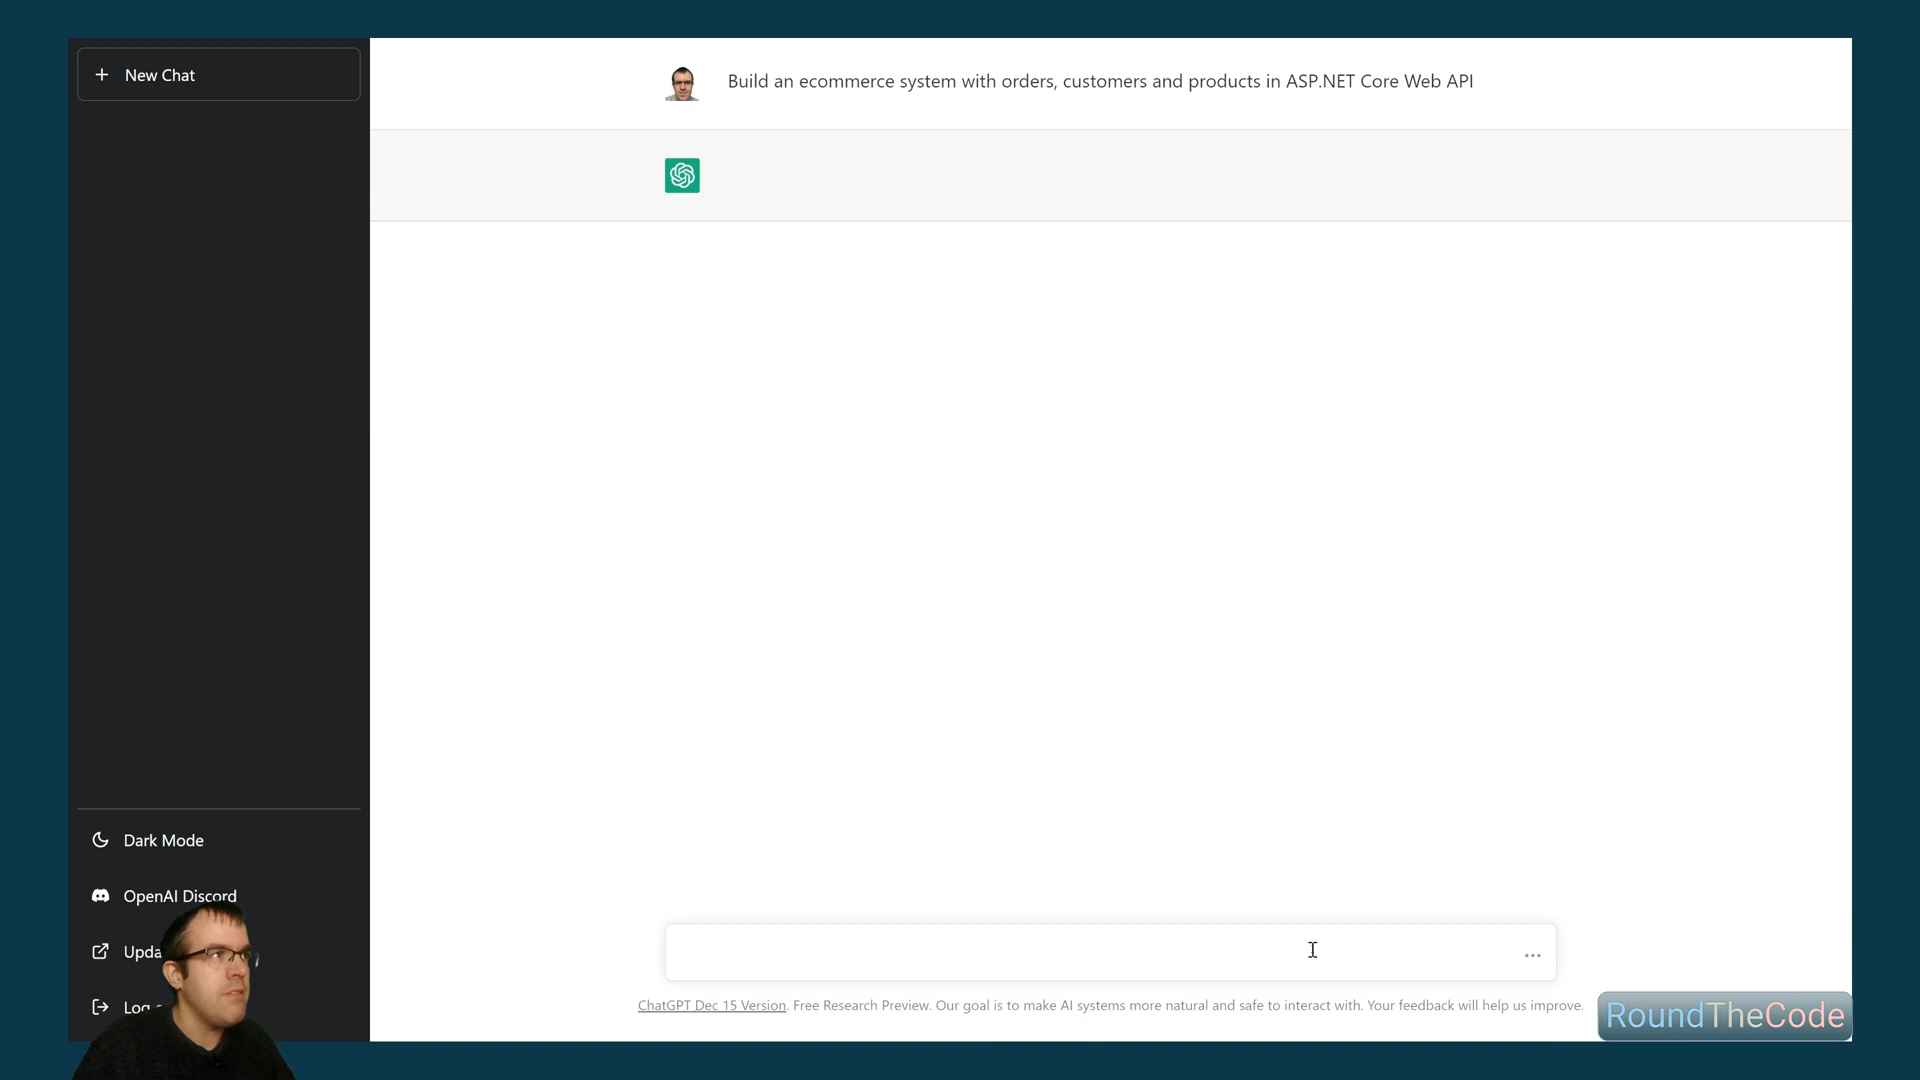 New Chat
Build an ecommerce system with orders, customers and products in ASP.NET Core Web API
Dark Mode
OpenAI Discord
Upda
Log
...
ChatGPT Dec 15 Version. Free Research Preview. Our goal is to make AI systems more natural and safe to interact with. Your feedback will help us improve.
RoundTheCode